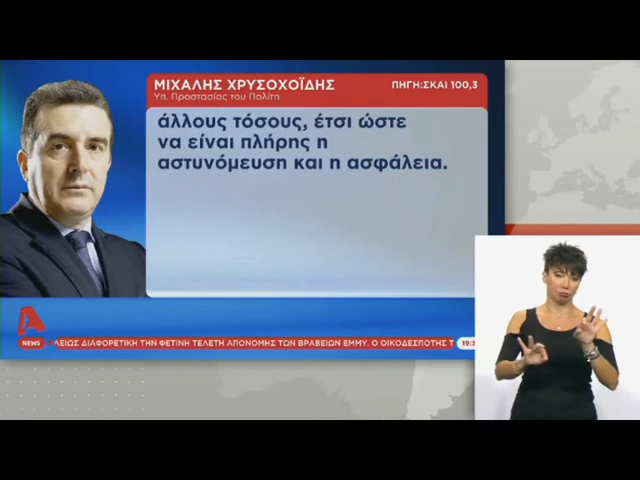 ΜΙΧΑΛΗΣ ΧΡΥΣΟΧΟΪΔΗΣ
Υπ. Προστασίας του Πολίτη
ΠΗΓΗ:ΣΚΑΙ 100,3
άλλους τόσους, έτσι ώστε
να είναι πλήρης η
αστυνόμευση και η ασφάλεια.
NEWS
ΛΕΙΩΣ ΔΙΑΦΟΡΕΤΙΚΗ ΤΗΝ ΦΕΤΙΝΗ ΤΕΛΕΤΗ ΑΠΟΝΟΜΗΣ ΤΩΝ ΒΡΑΒΕΙΩΝ ΕΜΜΥ. Ο ΟΙΚΟΔΕΣΠΟΤΗΣ Τ